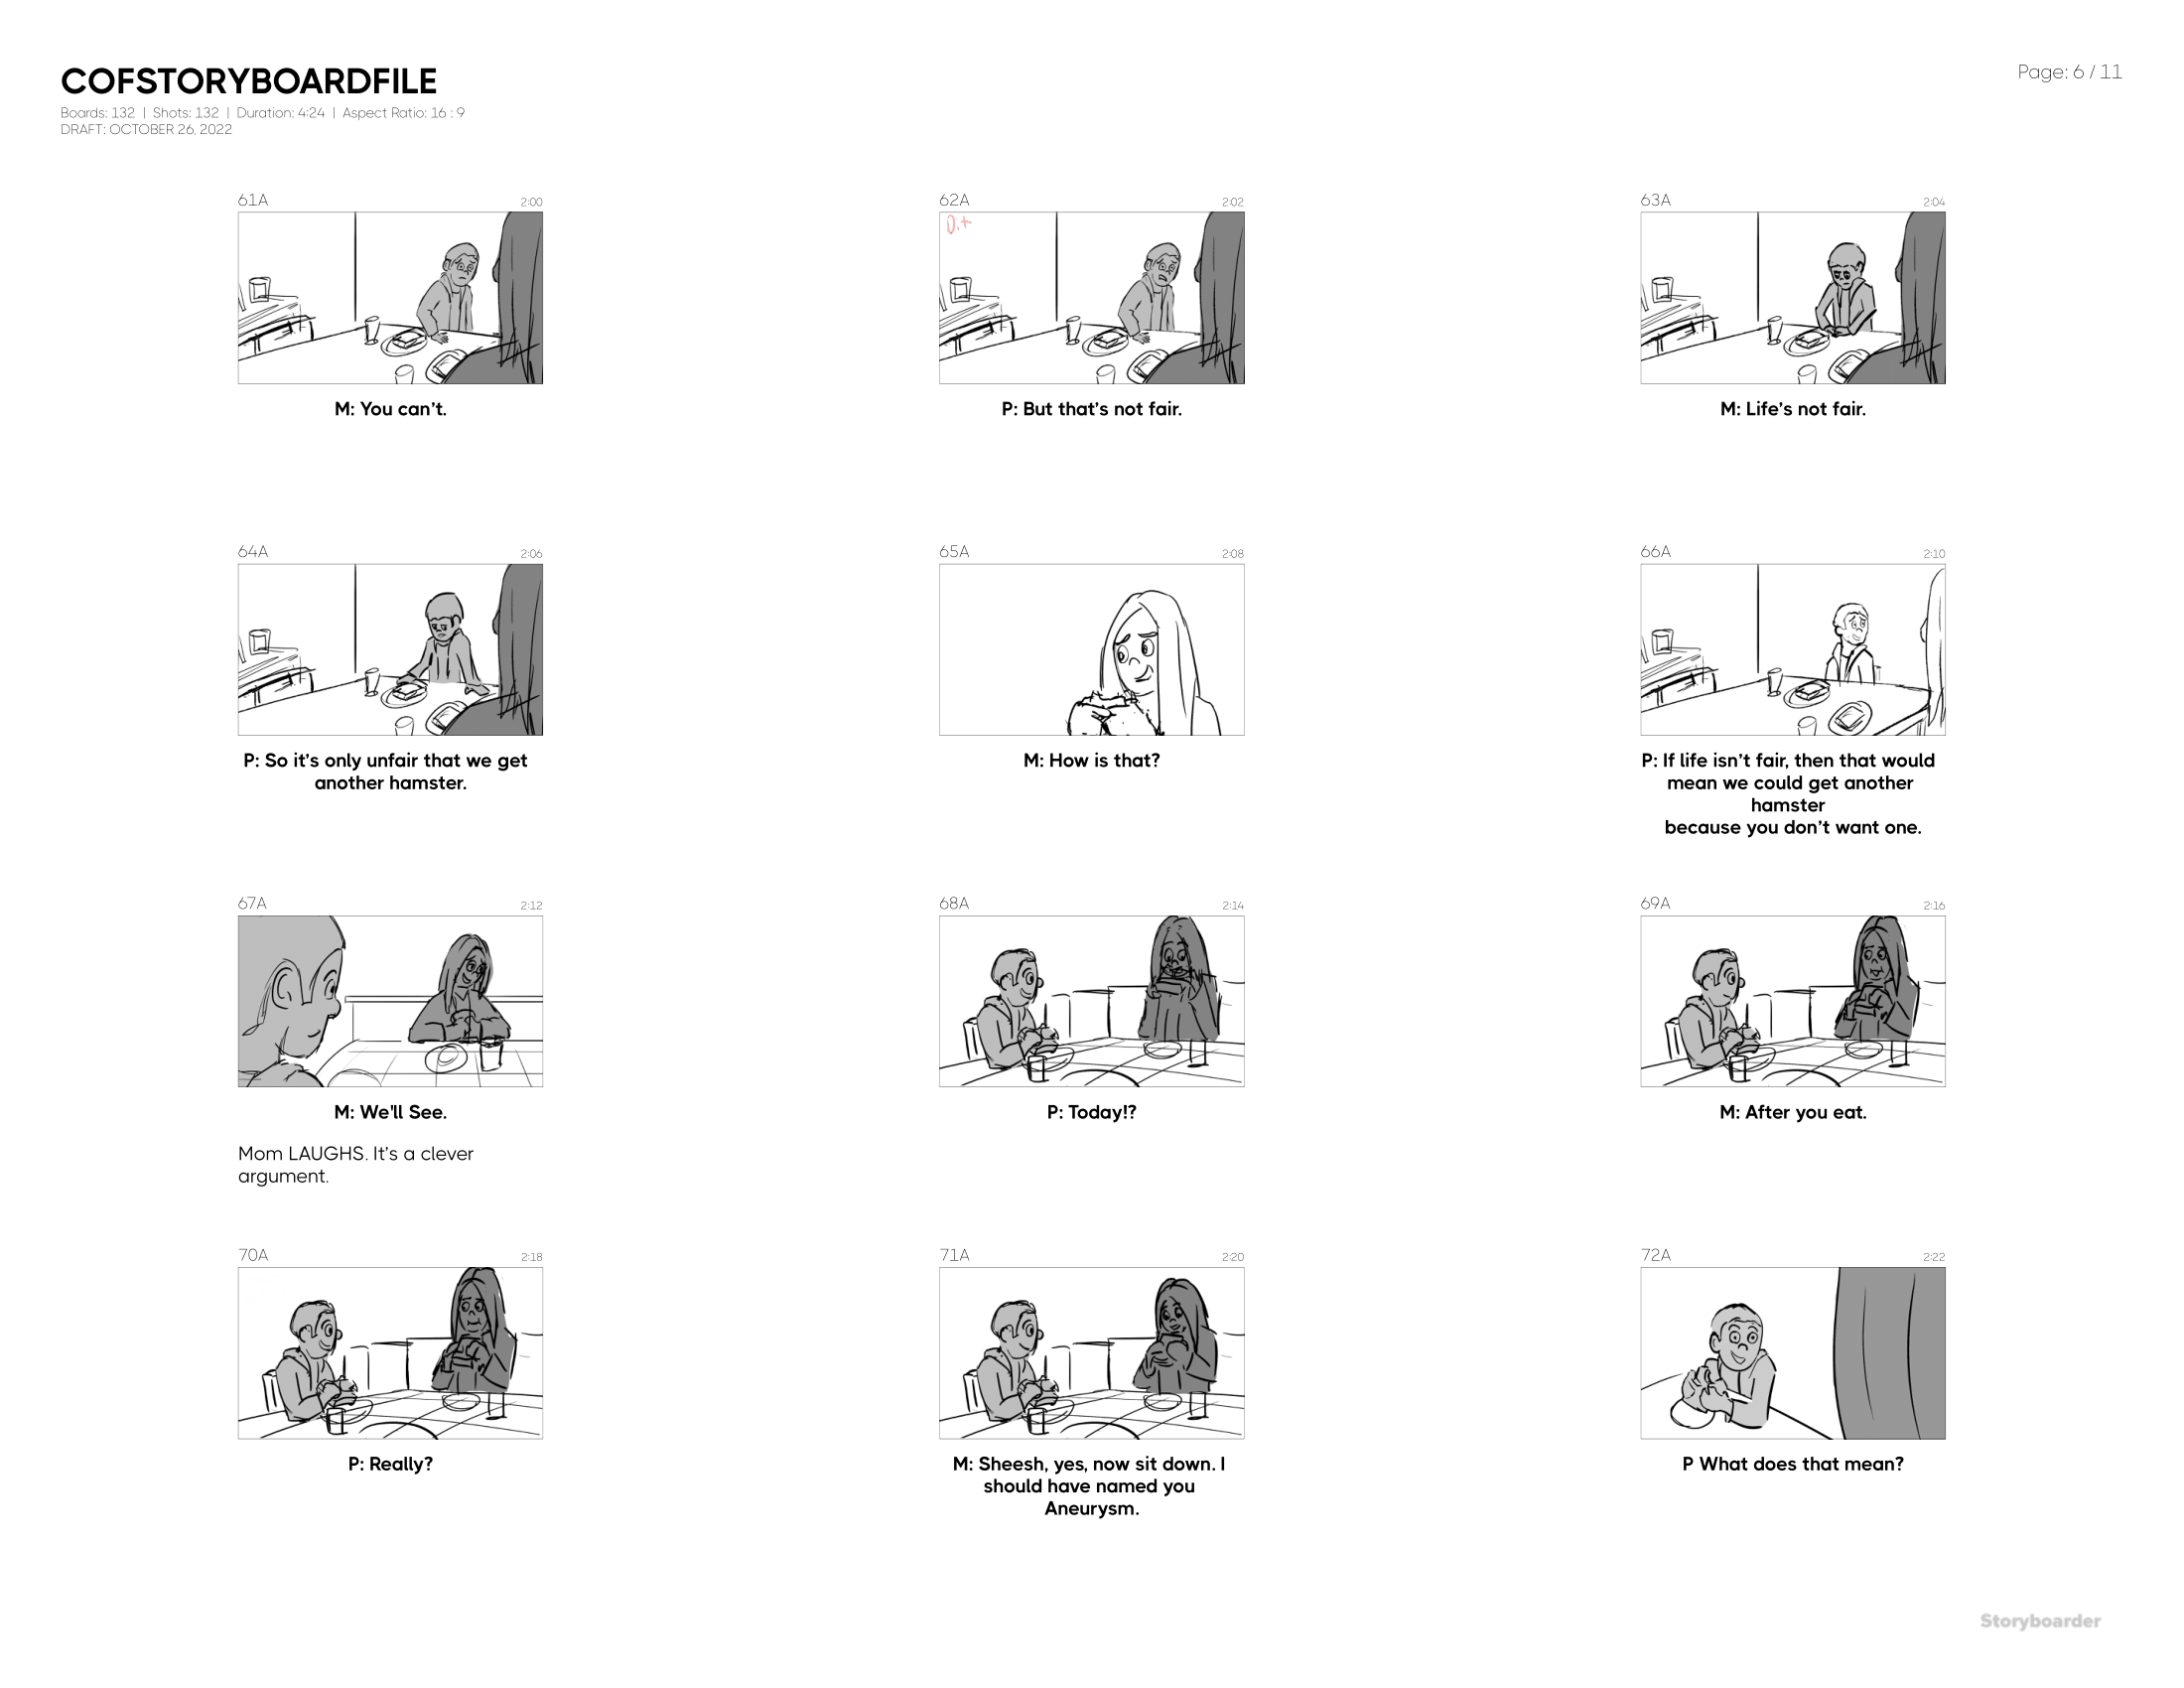 COFSTORYBOARDFILE
Page: 6 / 11
Boards: 132 | Shots: 132 | Duration: 4:24 | Aspect Ratio: 16 : 9
DRAFT: OCTOBER 26, 2022
61A 2:00
M: You can't.
62A 2:02
P: But that's not fair.
63A 2:04
M: Life's not fair.
64A 2:06
P: So it's only unfair that we get
another hamster.
65A 2:08
M: How is that?
66A 2:10
P: If life isn't fair, then that would
mean we could get another
hamster
because you don't want one.
67A 2:12
M: We'll See.
Mom LAUGHS. It's a clever
argument.
68A 2:14
P: Today!?
69A 2:16
M: After you eat.
70A 2:18
P: Really?
71A 2:20
M: Sheesh, yes, now sit down. I
should have named you
Aneurysm.
72A 2:22
P What does that mean?
Storyboarder